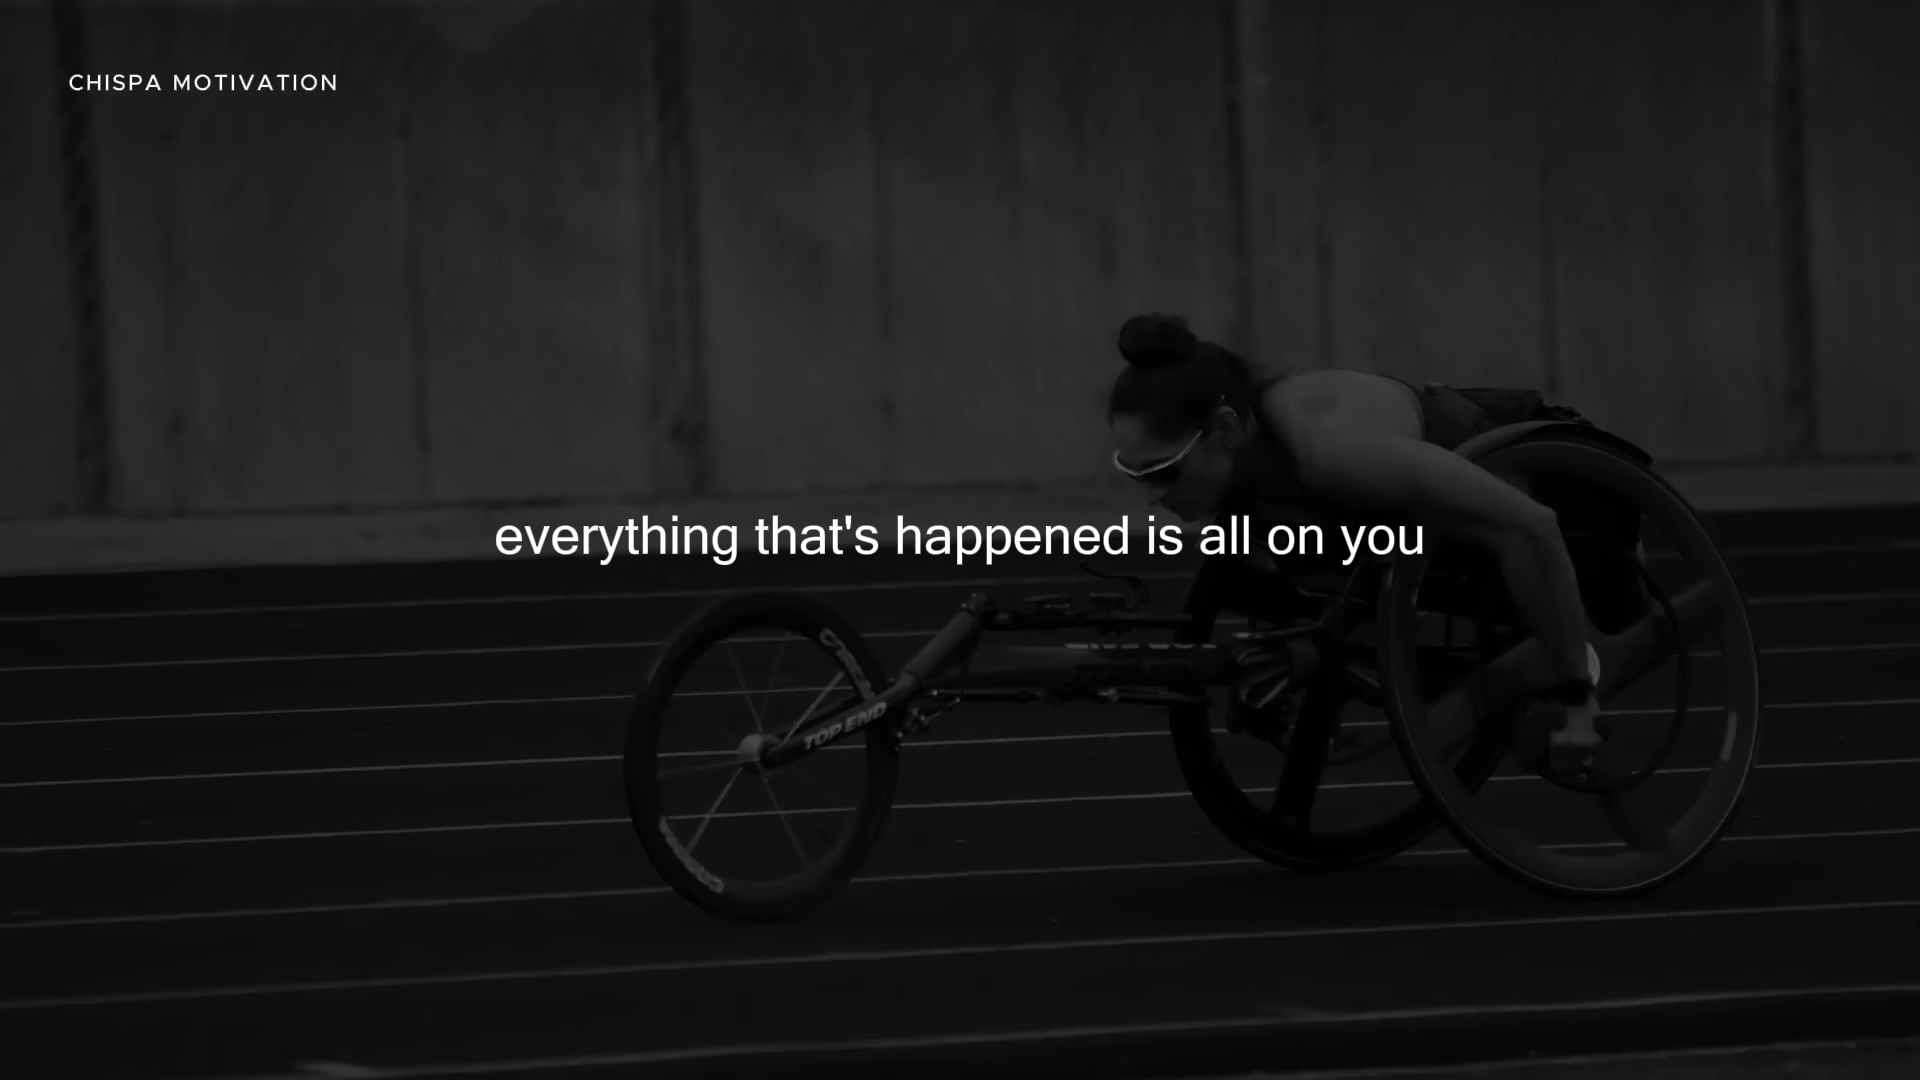 CHISPA MOTIVATION
everything that's happened is all on you
TOP END